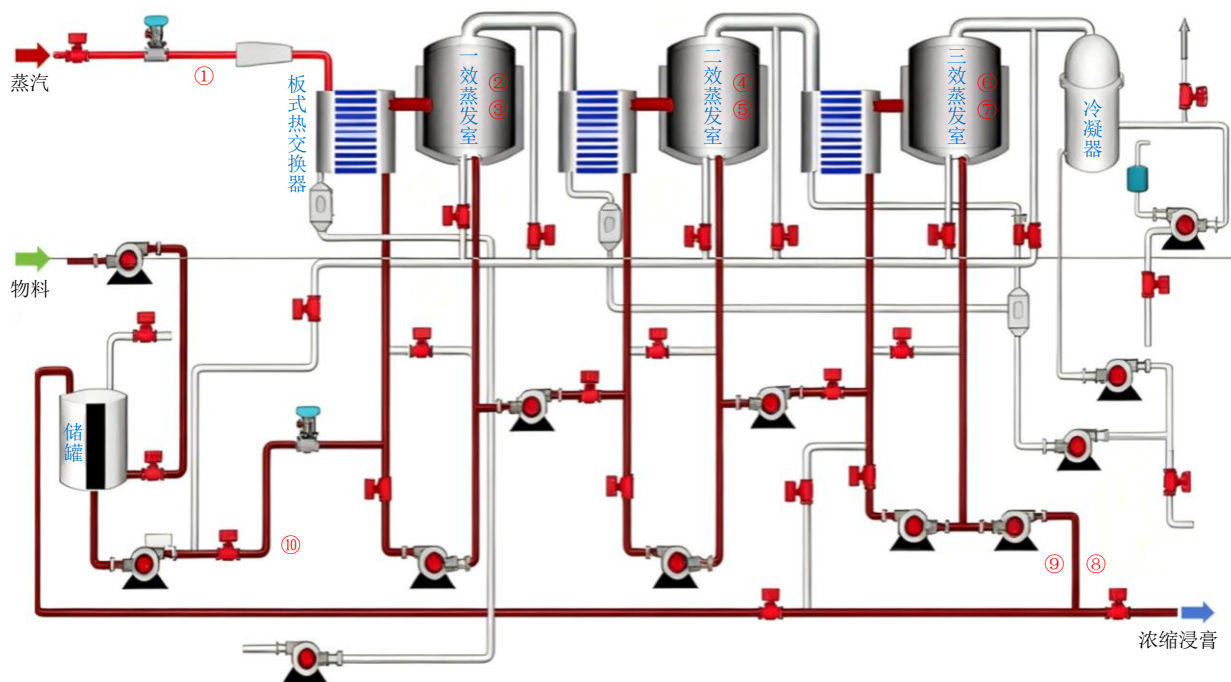 蒸汽
①
板式热交换器
一效蒸发室
②
③
二效蒸发室
④
⑤
三效蒸发室
⑥
⑦
冷凝器
物料
储罐
⑩
⑨
⑧
浓缩浸膏